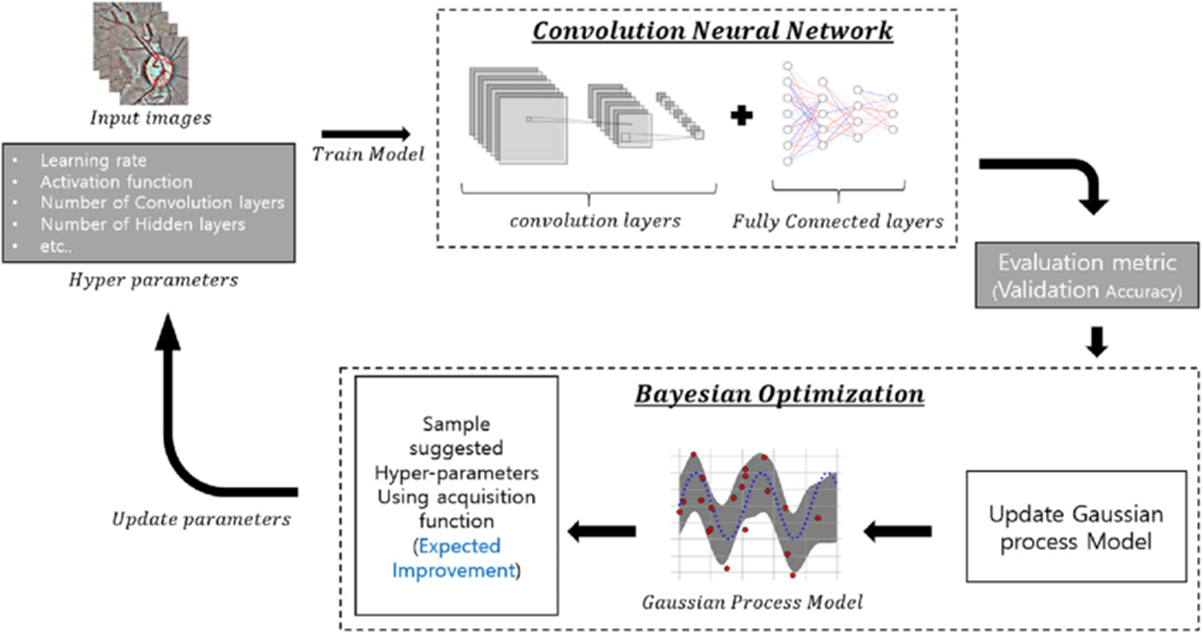 Input images
• Learning rate
• Activation function
• Number of Convolution layers
• Number of Hidden layers
• etc..
Hyper parameters
Train Model
Convolution Neural Network
convolution layers
Fully Connected layers
Evaluation metric
(Validation Accuracy)
Bayesian Optimization
Update Gaussian
process Model
Gaussian Process Model
Sample
suggested
Hyper-parameters
Using acquisition
function
(Expected
Improvement)
Update parameters